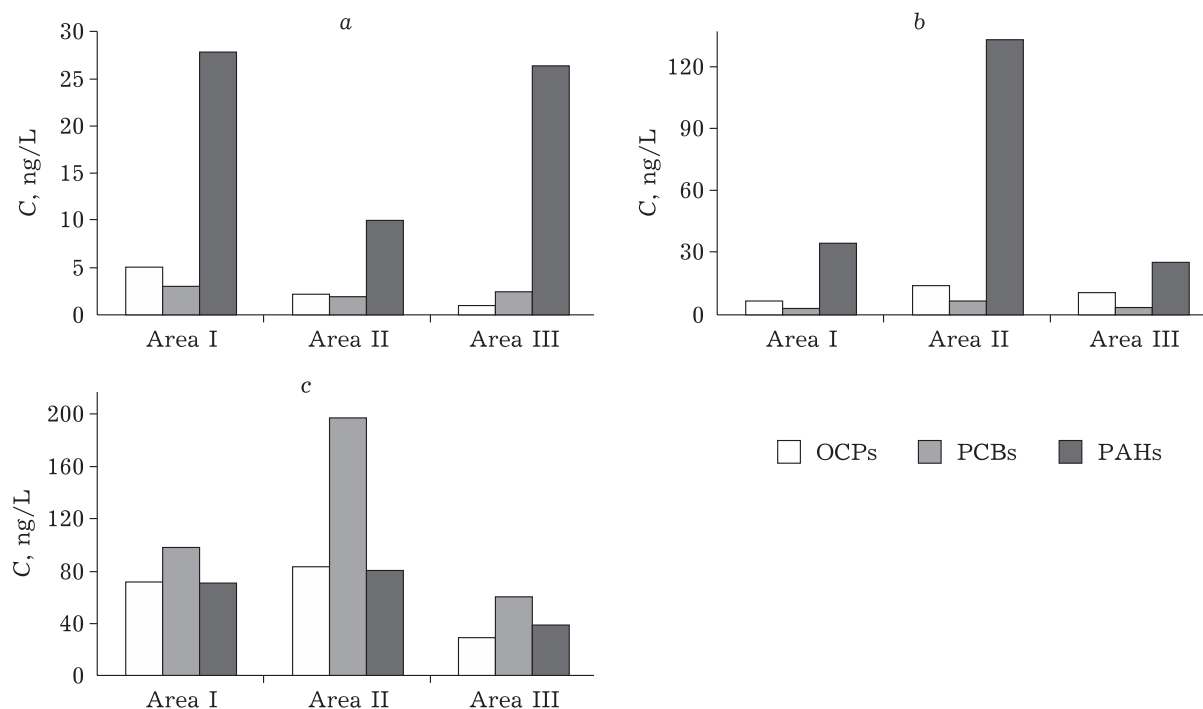 a
C, ng/L
30
25
20
15
10
5
0
Area I Area II Area III
b
C, ng/L
120
90
60
30
0
Area I Area II Area III
c
C, ng/L
200
160
120
80
40
0
Area I Area II Area III
OCPs PCBs PAHs